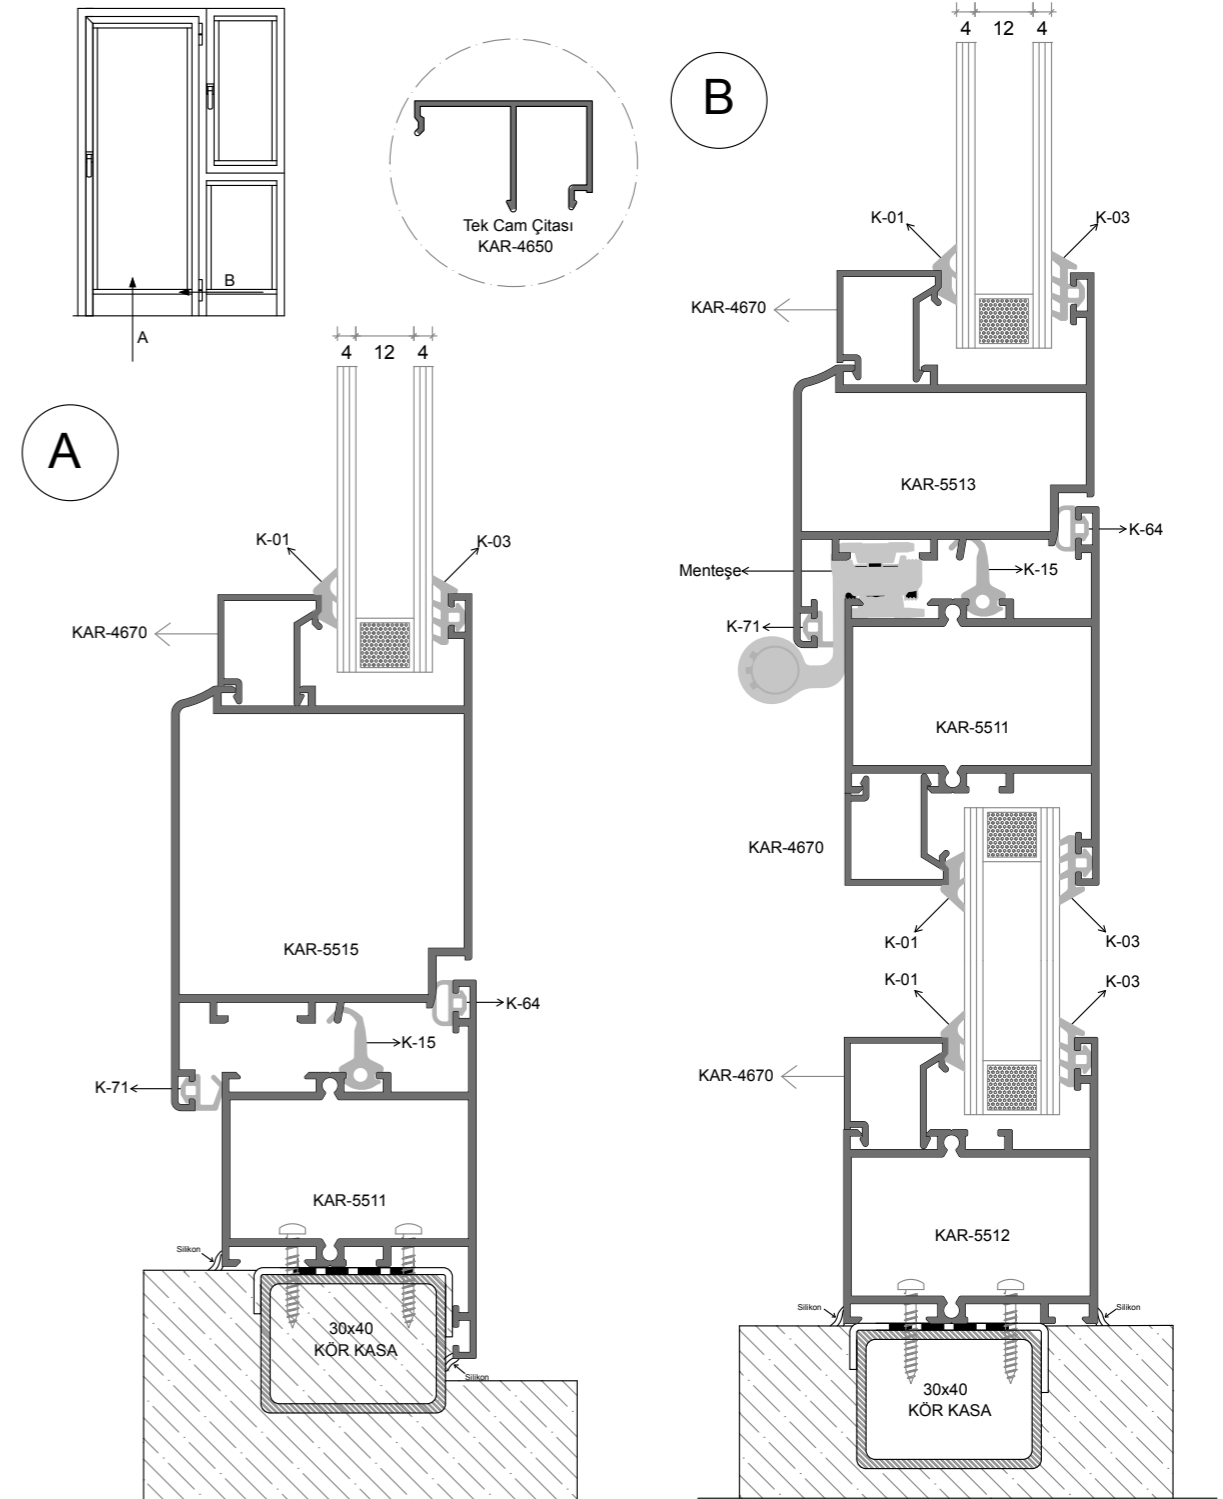 B
A
Tek Cam Çitası
KAR-4650
A
4 12 4
K-01
K-03
KAR-4670
KAR-5515
K-64
K-15
K-71
KAR-5511
Silikon
30x40
KÖR KASA
Silikon
B
4 12 4
K-01
K-03
KAR-4670
KAR-5513
K-64
Menteşe
K-15
K-71
KAR-5511
KAR-4670
K-01
K-03
K-01
K-03
KAR-4670
KAR-5512
Silikon
Silikon
30x40
KÖR KASA